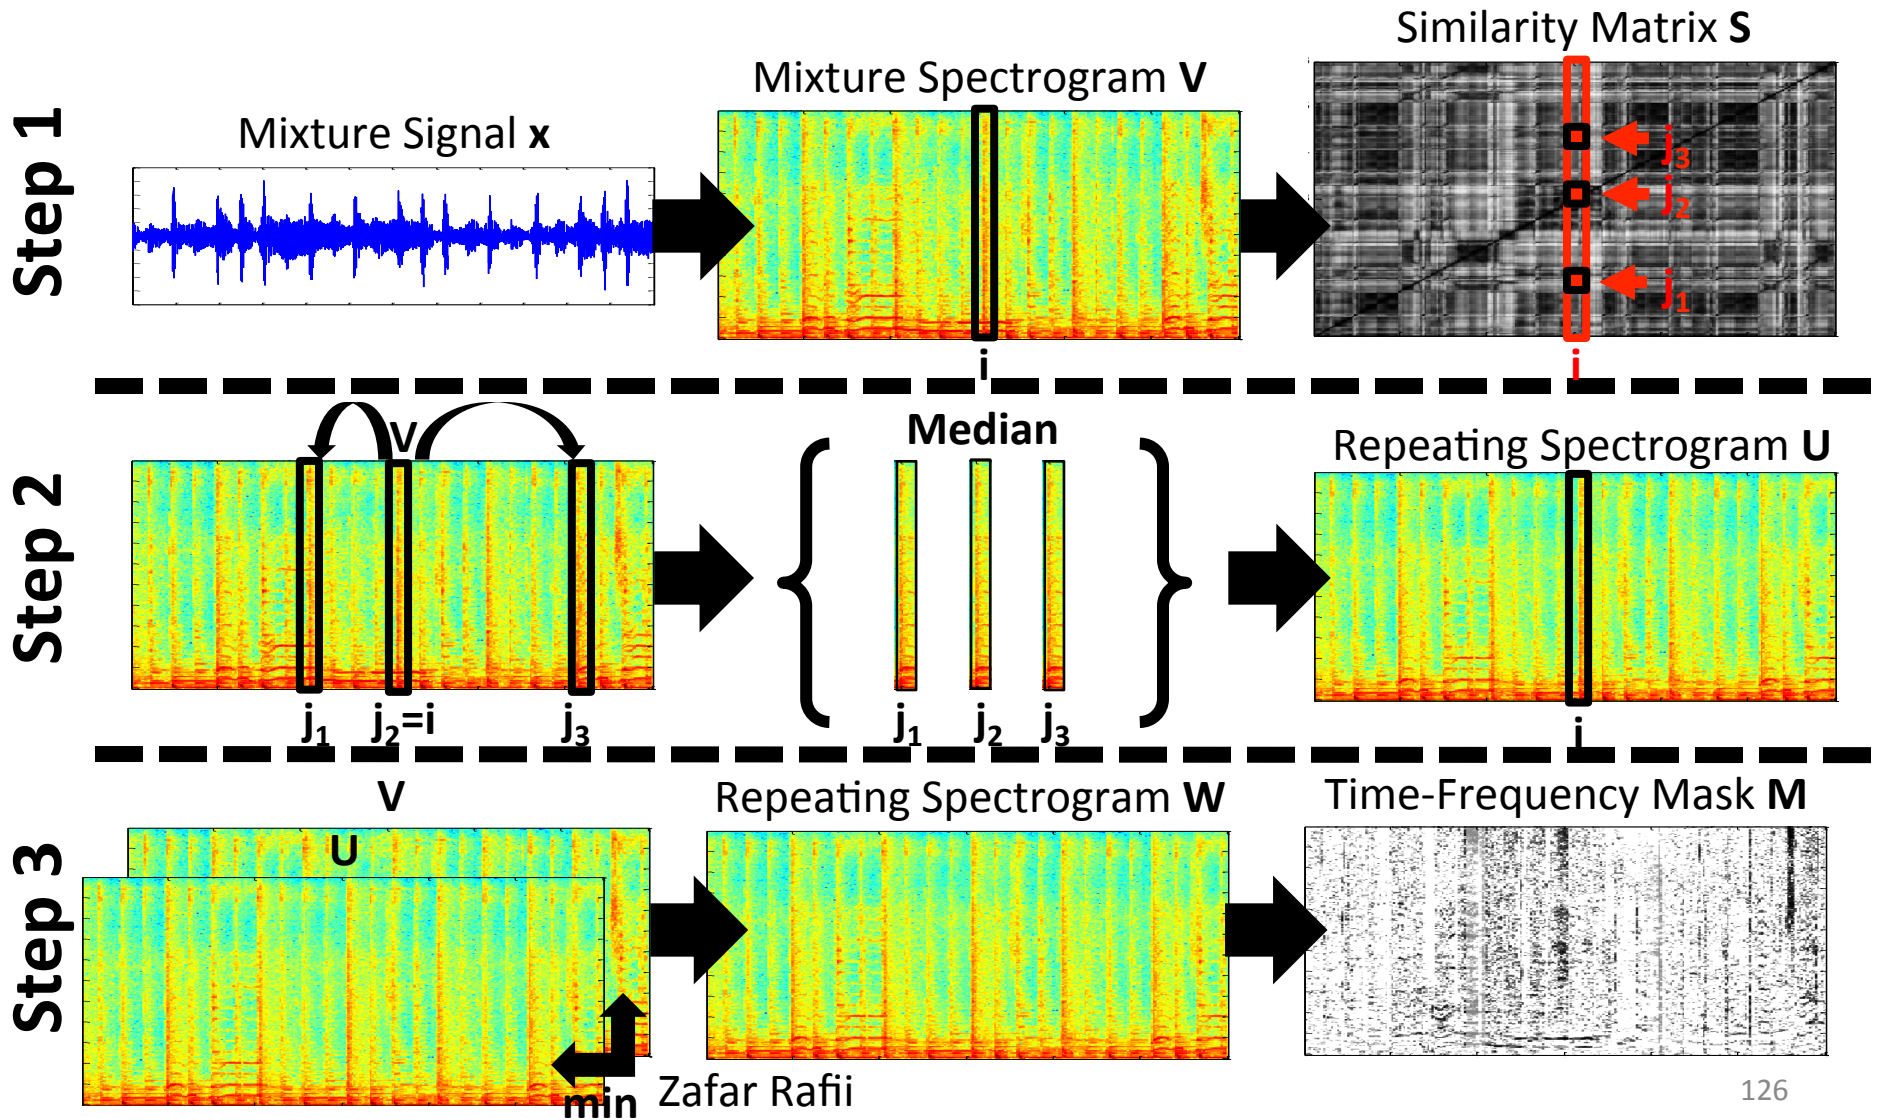 Step 1
Mixture Signal x
Mixture Spectrogram V
i
Similarity Matrix S
j3
j2
j1
i
Step 2
V
j1 j2=i j3
Median
j1 j2 j3
Repeating Spectrogram U
i
Step 3
V
U
min
Repeating Spectrogram W
Time-Frequency Mask M
Zafar Rafii
126